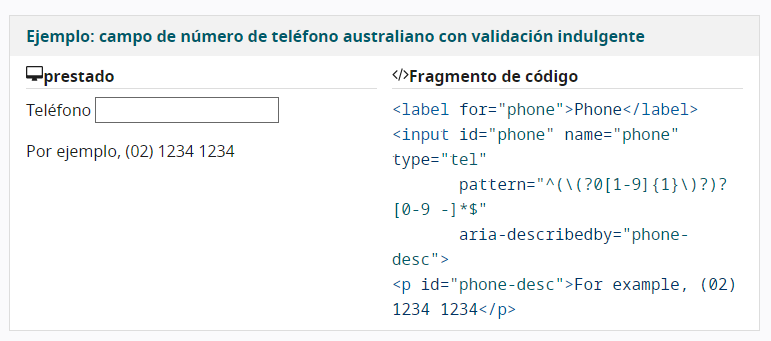 Ejemplo: campo de número de teléfono australiano con validación indulgente
prestado
Teléfono
Por ejemplo, (02) 1234 1234
</>Fragmento de código
<label for="phone">Phone</label>
<input id="phone" name="phone"
type="tel"
pattern="^(\(?0[1-9]{1}\)?)?
[0-9 -]*$"
aria-describedby="phone-
desc">
<p id="phone-desc">For example, (02)
1234 1234</p>